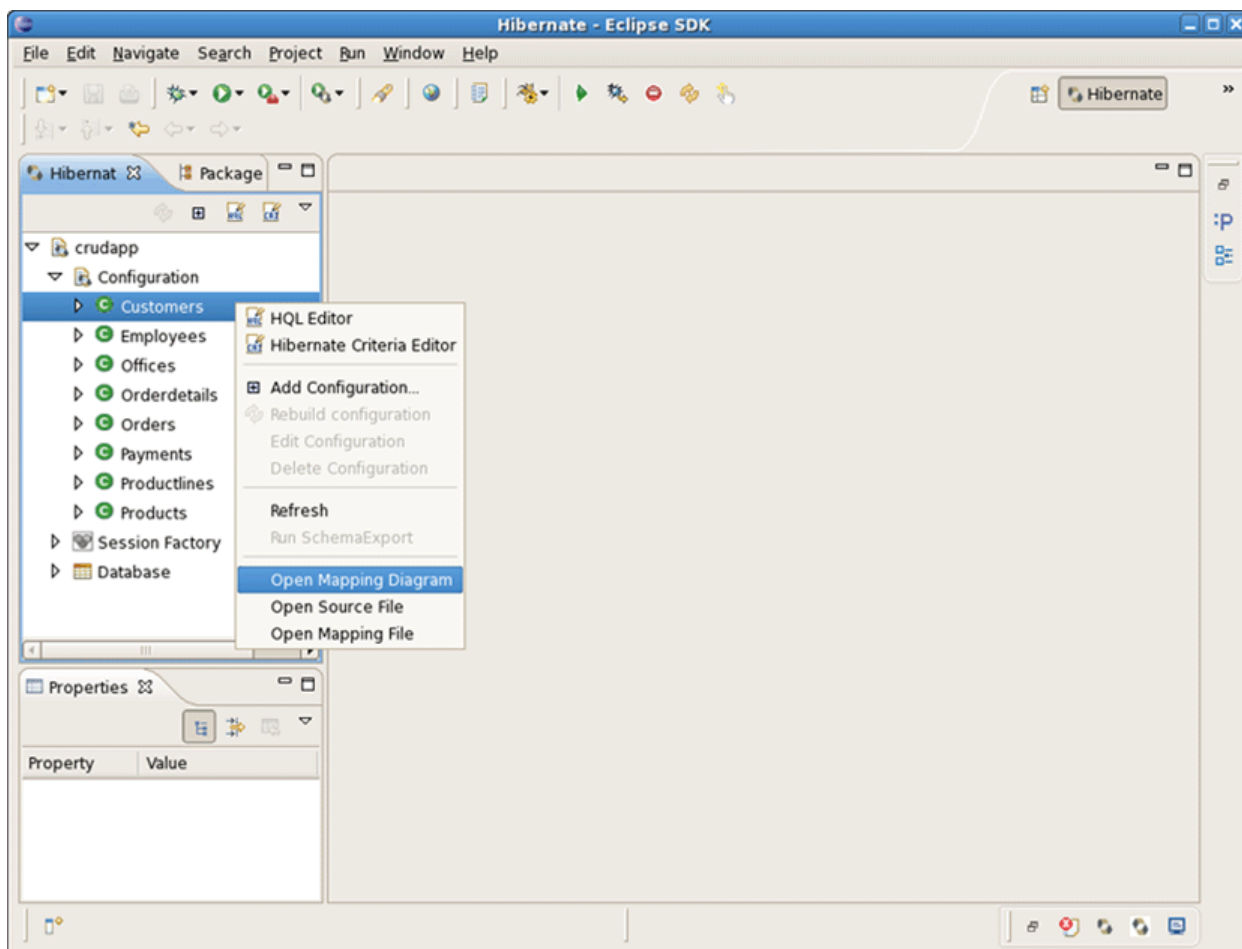 Hibernate - Eclipse SDK
File Edit Navigate Search Project Run Window Help
Hibernate
»
Hibernat
Package
crudapp
Configuration
Customers
Employees
Offices
Orderdetails
Orders
Payments
Productlines
Products
Session Factory
Database
HQL Editor
Hibernate Criteria Editor
Add Configuration...
Rebuild configuration
Edit Configuration
Delete Configuration
Refresh
Run SchemaExport
Open Mapping Diagram
Open Source File
Open Mapping File
Properties
Property Value